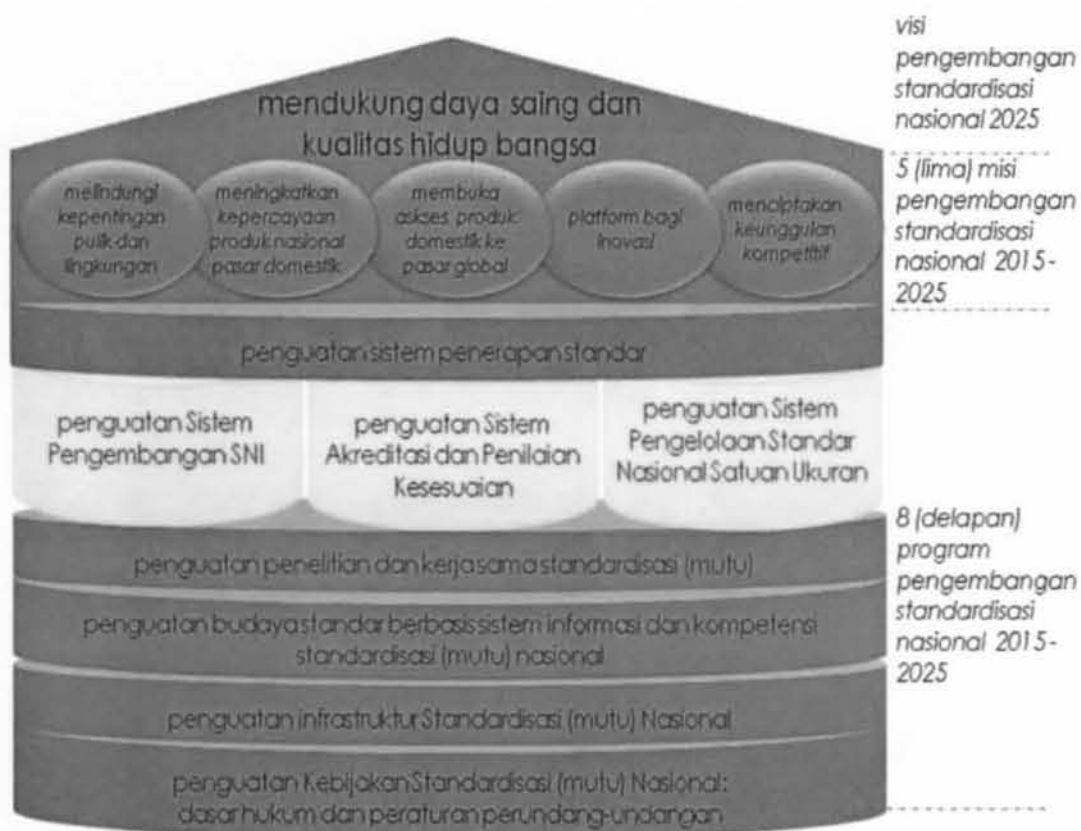 visi
pengembangan
standardisasi
nasional 2025
mendukung daya saing dan
kualitas hidup bangsa
5 (lima) misi
pengembangan
standardisasi
nasional 2015-
2025
melindungi
kepentingan
pulik dan
lingkungan
meningkatkan
kepercayaan
produk nasional
pasar domestik
membuka
askses produk
domestik ke
pasar global
platform bagi
inovasi
menciptakan
keunggulan
kompetitif
penguatan sistem penerapan standar
penguatan Sistem
Pengembangan SNI
penguatan Sistem
Akreditasi dan Penilaian
Kesesuaian
penguatan Sistem
Pengelolaan Standar
Nasional Satuan Ukuran
8 (delapan)
program
pengembangan
standardisasi
nasional 2015-
2025
penguatan penelitian dan kerjasama standardisasi (mutu)
penguatan budaya standar berbasis sistem informasi dan kompetensi
standardisasi (mutu) nasional
penguatan infrastruktur Standardisasi (mutu) Nasional
penguatan Kebijakan Standardisasi (mutu) Nasional:
dasar hukum dan peraturan perundang-undangan